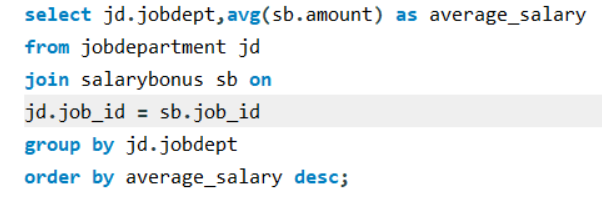 select jd.jobdept,avg(sb.amount) as average_salary
from jobdepartment jd
join salarybonus sb on
jd.job_id = sb.job_id
group by jd.jobdept
order by average_salary desc;